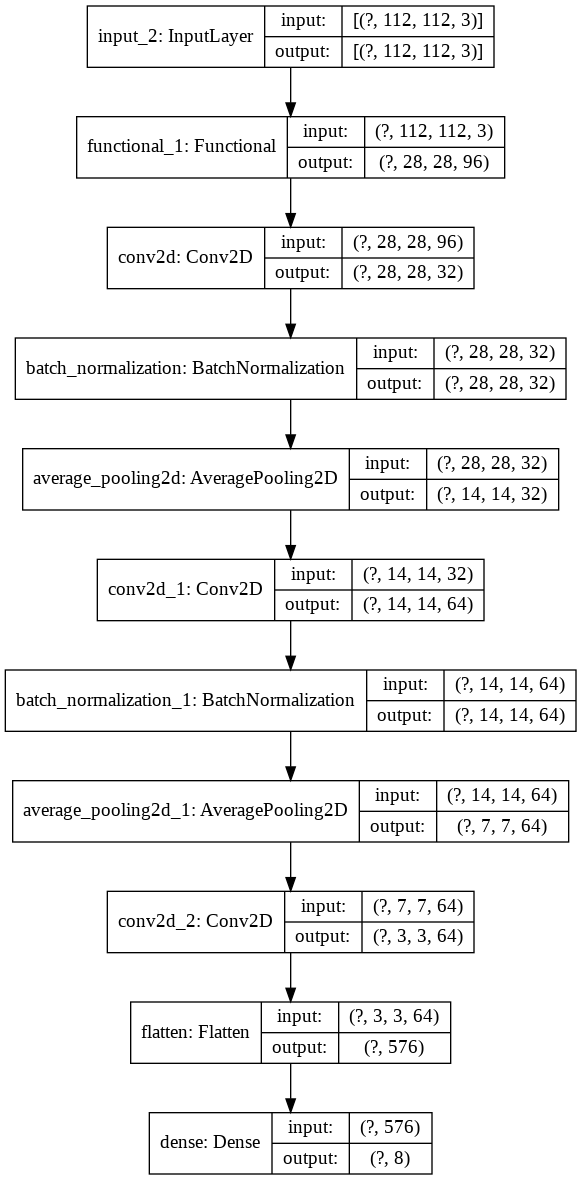 input_2: InputLayer
input: [(?, 112, 112, 3)]
output: [(?, 112, 112, 3)]
functional_1: Functional
input: (?, 112, 112, 3)
output: (?, 28, 28, 96)
conv2d: Conv2D
input: (?, 28, 28, 96)
output: (?, 28, 28, 32)
batch_normalization: BatchNormalization
input: (?, 28, 28, 32)
output: (?, 28, 28, 32)
average_pooling2d: AveragePooling2D
input: (?, 28, 28, 32)
output: (?, 14, 14, 32)
conv2d_1: Conv2D
input: (?, 14, 14, 32)
output: (?, 14, 14, 64)
batch_normalization_1: BatchNormalization
input: (?, 14, 14, 64)
output: (?, 14, 14, 64)
average_pooling2d_1: AveragePooling2D
input: (?, 14, 14, 64)
output: (?, 7, 7, 64)
conv2d_2: Conv2D
input: (?, 7, 7, 64)
output: (?, 3, 3, 64)
flatten: Flatten
input: (?, 3, 3, 64)
output: (?, 576)
dense: Dense
input: (?, 576)
output: (?, 8)